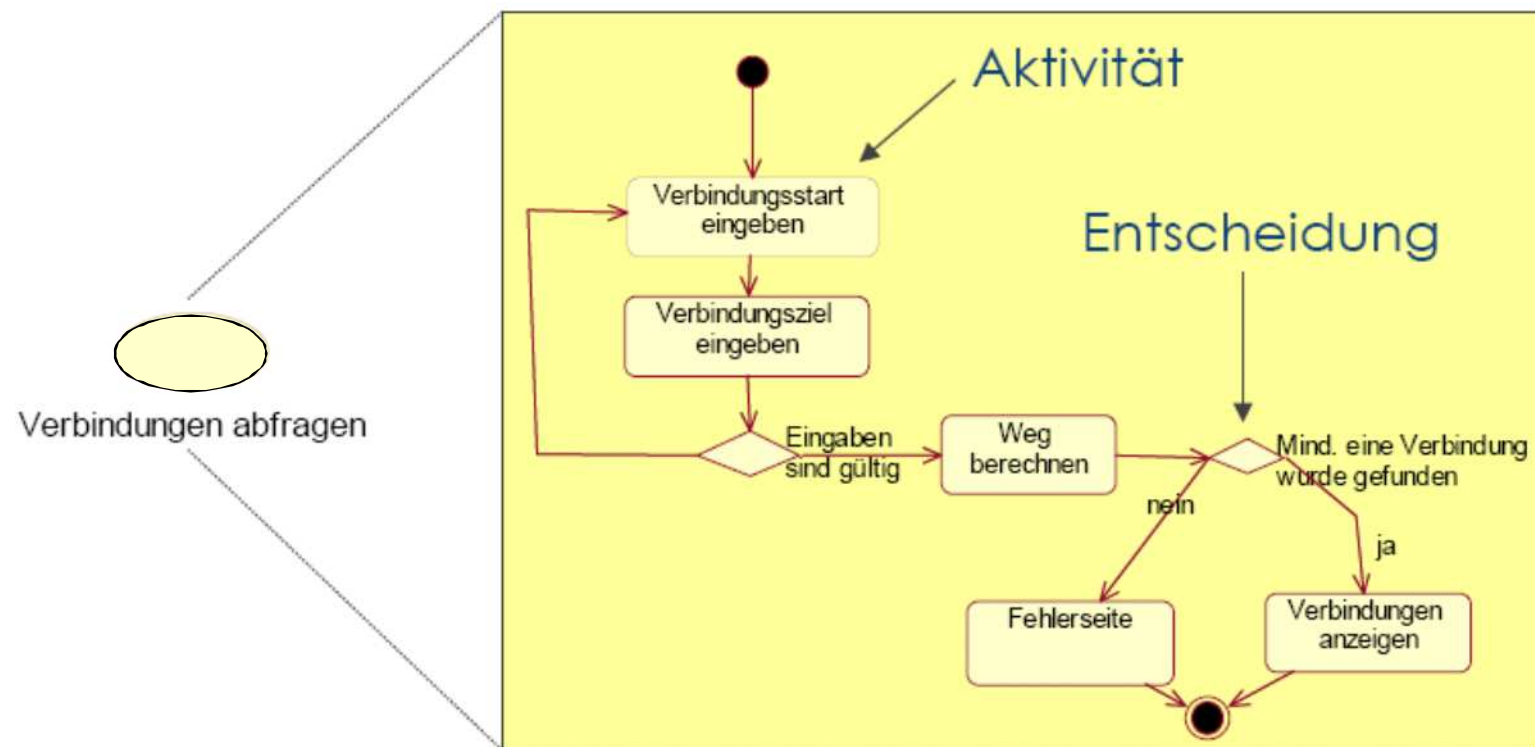 Aktivität
Verbindungsstart
eingeben
Entscheidung
Verbindungsziel
eingeben
Verbindungen abfragen
Eingaben
sind gültig
Weg
berechnen
Mind. eine Verbindung
wurde gefunden
nein
ja
Fehlerseite
Verbindungen
anzeigen